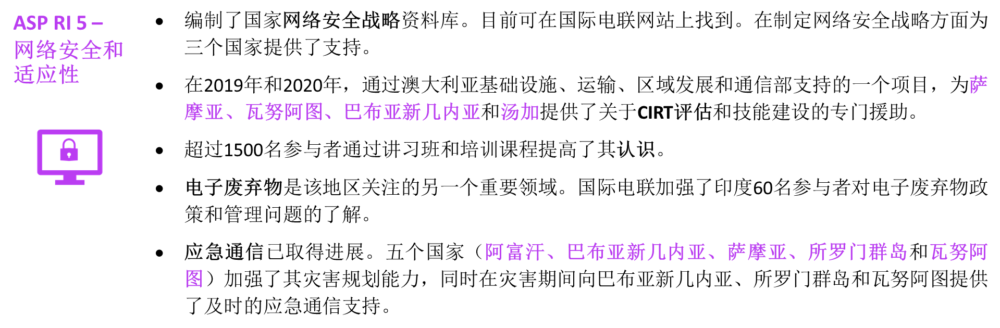 ASP RI 5 –
网络安全和
适应性
• 编制了国家网络安全战略资料库。目前可在国际电联网站上找到。在制定网络安全战略方面为
三个国家提供了支持。
• 在2019年和2020年，通过澳大利亚基础设施、运输、区域发展和通信部支持的一个项目，为萨
摩亚、瓦努阿图、巴布亚新几内亚和汤加提供了关于CIRT评估和技能建设的专门援助。
• 超过1500名参与者通过讲习班和培训课程提高了其认识。
• 电子废弃物是该地区关注的另一个重要领域。国际电联加强了印度60名参与者对电子废弃物政
策和管理问题的了解。
• 应急通信已取得进展。五个国家（阿富汗、巴布亚新几内亚、萨摩亚、所罗门群岛和瓦努阿
图）加强了其灾害规划能力，同时在灾害期间向巴布亚新几内亚、所罗门群岛和瓦努阿图提供
了及时的应急通信支持。